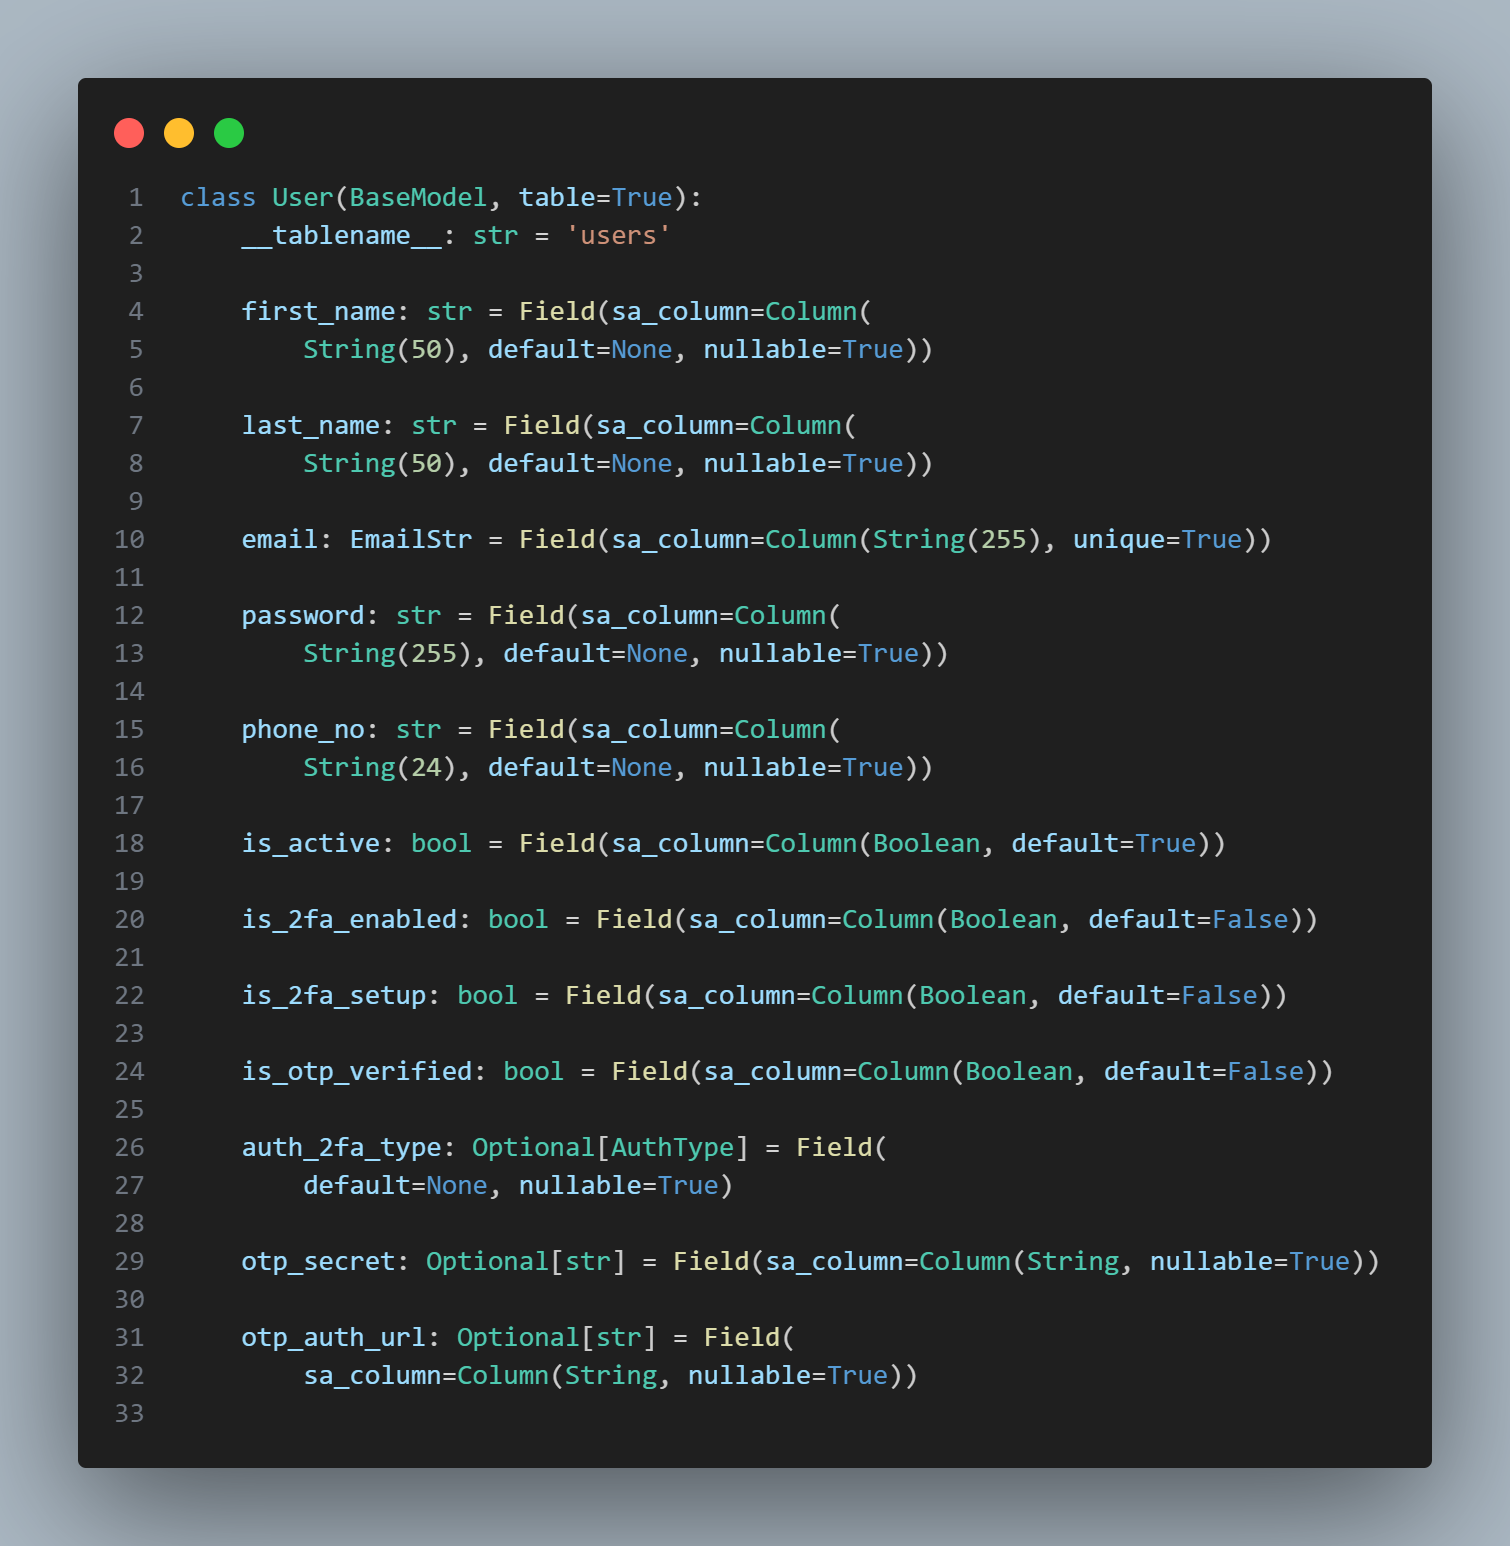 1 class User(BaseModel, table=True):
2     __tablename__: str = 'users'
3
4     first_name: str = Field(sa_column=Column(
5         String(50), default=None, nullable=True))
6
7     last_name: str = Field(sa_column=Column(
8         String(50), default=None, nullable=True))
9
10     email: EmailStr = Field(sa_column=Column(String(255), unique=True))
11
12     password: str = Field(sa_column=Column(
13         String(255), default=None, nullable=True))
14
15     phone_no: str = Field(sa_column=Column(
16         String(24), default=None, nullable=True))
17
18     is_active: bool = Field(sa_column=Column(Boolean, default=True))
19
20     is_2fa_enabled: bool = Field(sa_column=Column(Boolean, default=False))
21
22     is_2fa_setup: bool = Field(sa_column=Column(Boolean, default=False))
23
24     is_otp_verified: bool = Field(sa_column=Column(Boolean, default=False))
25
26     auth_2fa_type: Optional[AuthType] = Field(
27         default=None, nullable=True)
28
29     otp_secret: Optional[str] = Field(sa_column=Column(String, nullable=True))
30
31     otp_auth_url: Optional[str] = Field(
32         sa_column=Column(String, nullable=True))
33